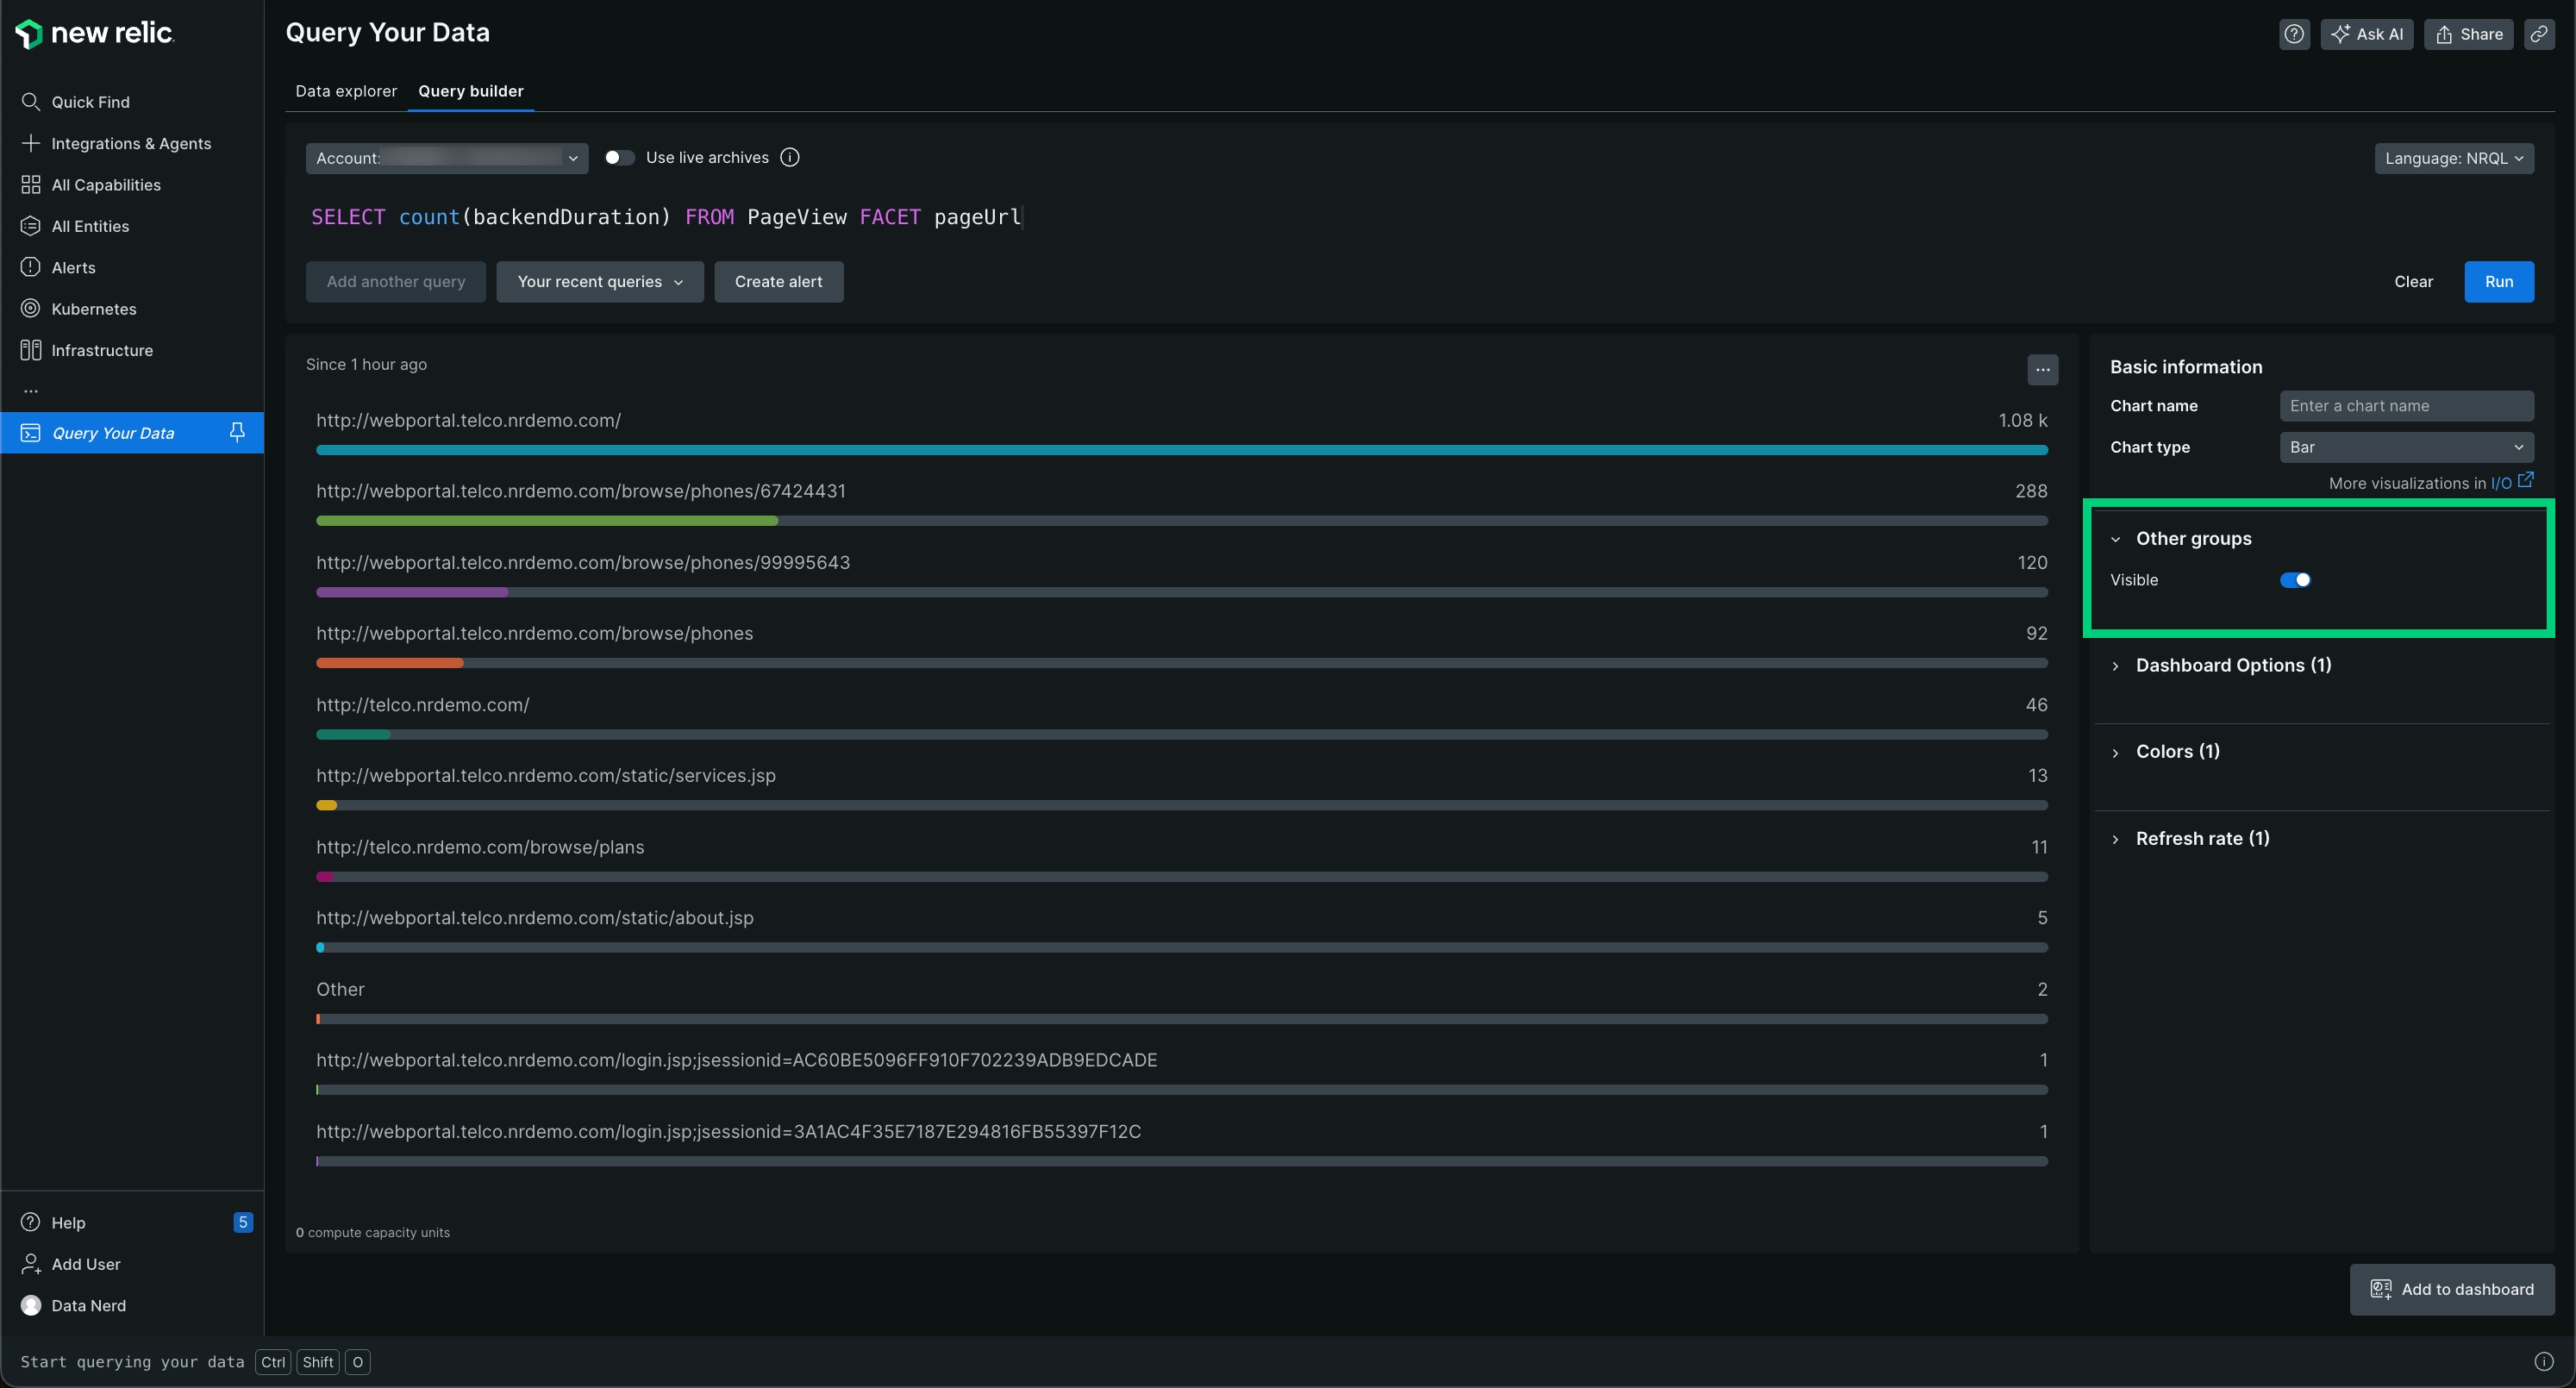 new relic
Quick Find
Integrations & Agents
All Capabilities
All Entities
Alerts
Kubernetes
Infrastructure
...
Query Your Data
Help 5
Add User
Data Nerd
Query Your Data
Ask AI
Share
Data explorer
Query builder
Account:
Use live archives
Language: NRQL
SELECT count(backendDuration) FROM PageView FACET pageUrl
Add another query
Your recent queries
Create alert
Clear
Run
Since 1 hour ago
...
http://webportal.telco.nrdemo.com/ 1.08 k
http://webportal.telco.nrdemo.com/browse/phones/67424431 288
http://webportal.telco.nrdemo.com/browse/phones/99995643 120
http://webportal.telco.nrdemo.com/browse/phones 92
http://telco.nrdemo.com/ 46
http://webportal.telco.nrdemo.com/static/services.jsp 13
http://telco.nrdemo.com/browse/plans 11
http://webportal.telco.nrdemo.com/static/about.jsp 5
Other 2
http://webportal.telco.nrdemo.com/login.jsp;jsessionid=AC60BE5096FF910F702239ADB9EDCADE 1
http://webportal.telco.nrdemo.com/login.jsp;jsessionid=3A1AC4F35E7187E294816FB55397F12C 1
0 compute capacity units
Basic information
Chart name Enter a chart name
Chart type Bar
More visualizations in I/O
Other groups
Visible
Dashboard Options (1)
Colors (1)
Refresh rate (1)
Add to dashboard
Start querying your data Ctrl Shift O